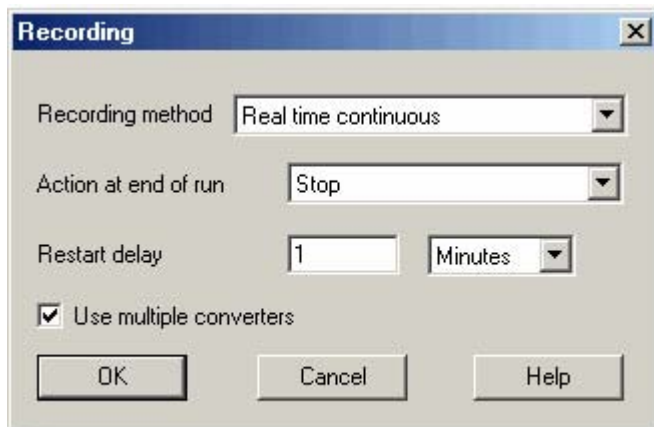 Recording
Recording method Real time continuous
Action at end of run Stop
Restart delay 1 Minutes
Use multiple converters
OK Cancel Help